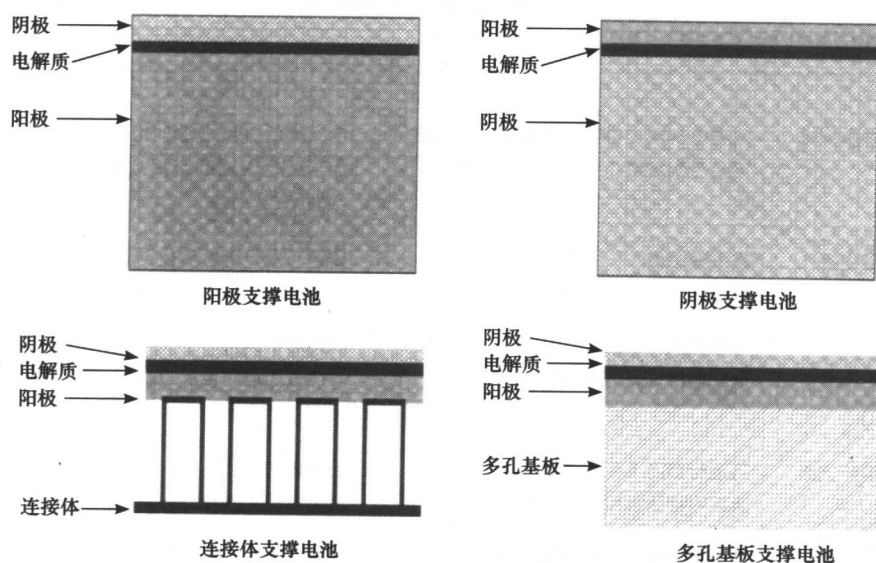 阴极
电解质
阳极
阳极支撑电池
阳极
电解质
阴极
阴极支撑电池
阴极
电解质
阳极
连接体
连接体支撑电池
阴极
电解质
阳极
多孔基板
多孔基板支撑电池